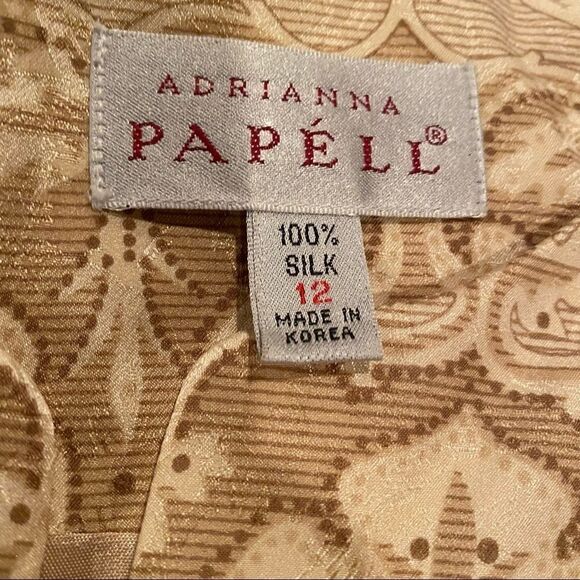 ADRIANNA
PAPÉLL®
100%
SILK
12
MADE IN
KOREA